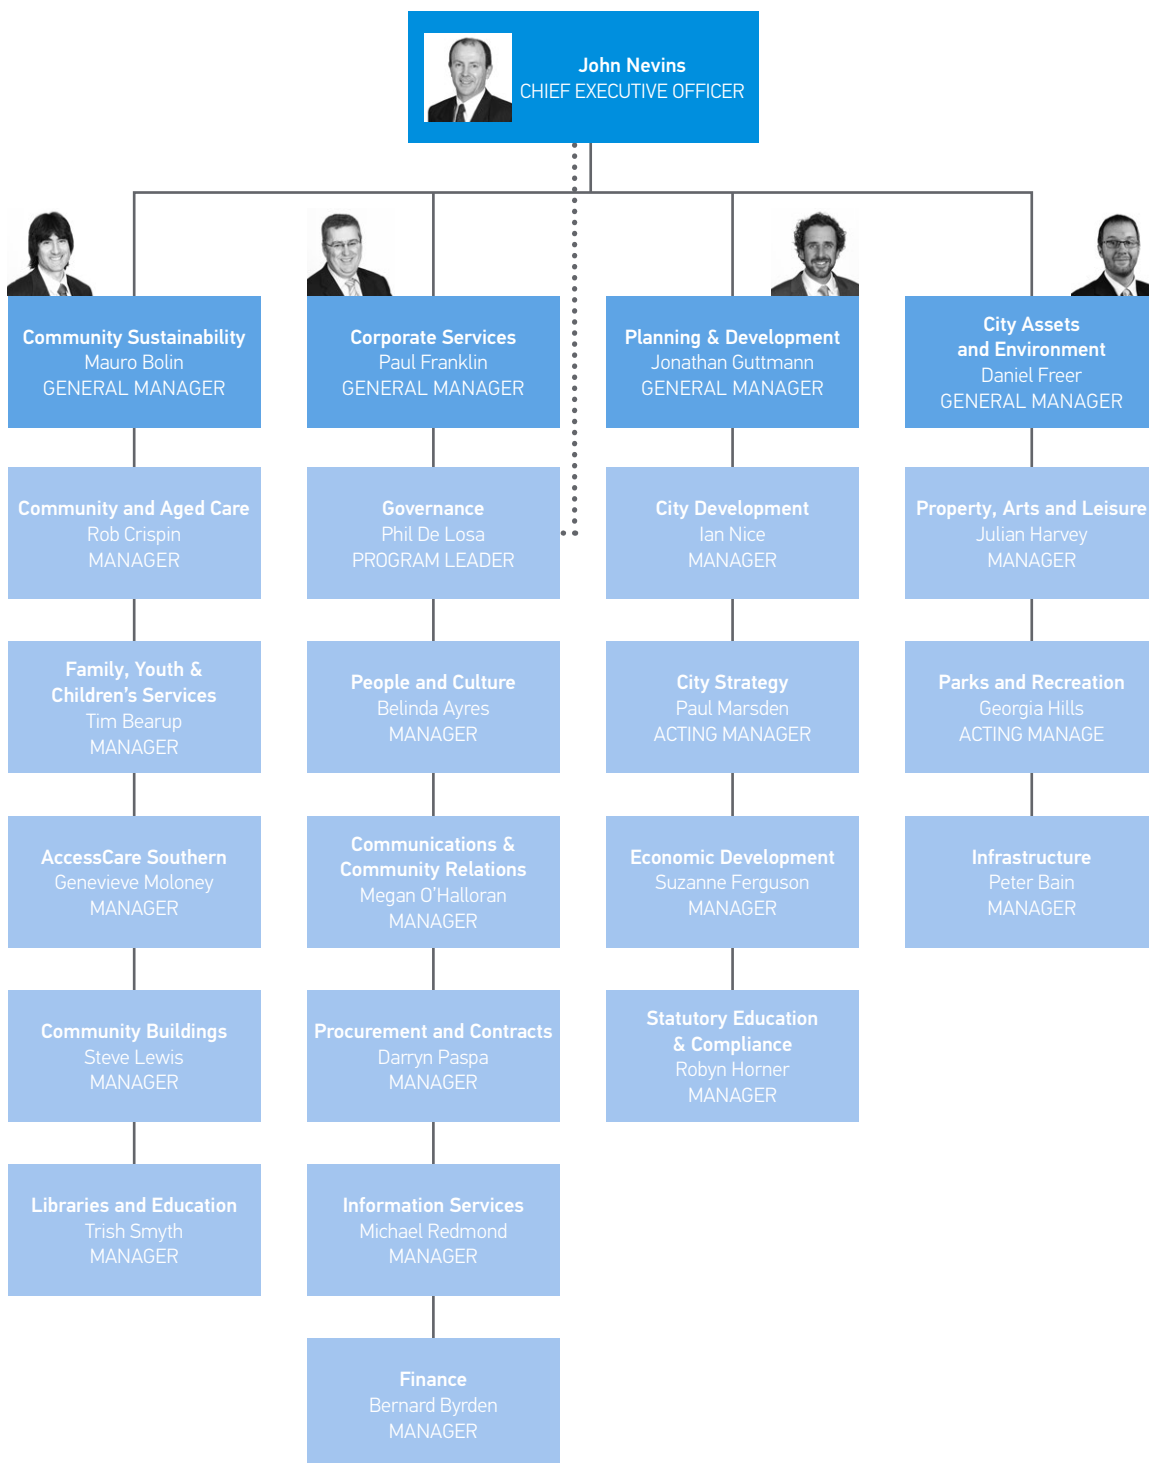 John Nevins
CHIEF EXECUTIVE OFFICER
Community Sustainability
Mauro Bolin
GENERAL MANAGER
Corporate Services
Paul Franklin
GENERAL MANAGER
Planning & Development
Jonathan Guttmann
GENERAL MANAGER
City Assets
and Environment
Daniel Freer
GENERAL MANAGER
Community and Aged Care
Rob Crispin
MANAGER
Governance
Phil De Losa
PROGRAM LEADER
City Development
Ian Nice
MANAGER
Property, Arts and Leisure
Julian Harvey
MANAGER
Family, Youth &
Children’s Services
Tim Bearup
MANAGER
People and Culture
Belinda Ayres
MANAGER
City Strategy
Paul Marsden
ACTING MANAGER
Parks and Recreation
Georgia Hills
ACTING MANAGE
AccessCare Southern
Genevieve Moloney
MANAGER
Communications &
Community Relations
Megan O’Halloran
MANAGER
Economic Development
Suzanne Ferguson
MANAGER
Infrastructure
Peter Bain
MANAGER
Community Buildings
Steve Lewis
MANAGER
Procurement and Contracts
Darryn Paspa
MANAGER
Statutory Education
& Compliance
Robyn Horner
MANAGER
Libraries and Education
Trish Smyth
MANAGER
Information Services
Michael Redmond
MANAGER
Finance
Bernard Byrden
MANAGER